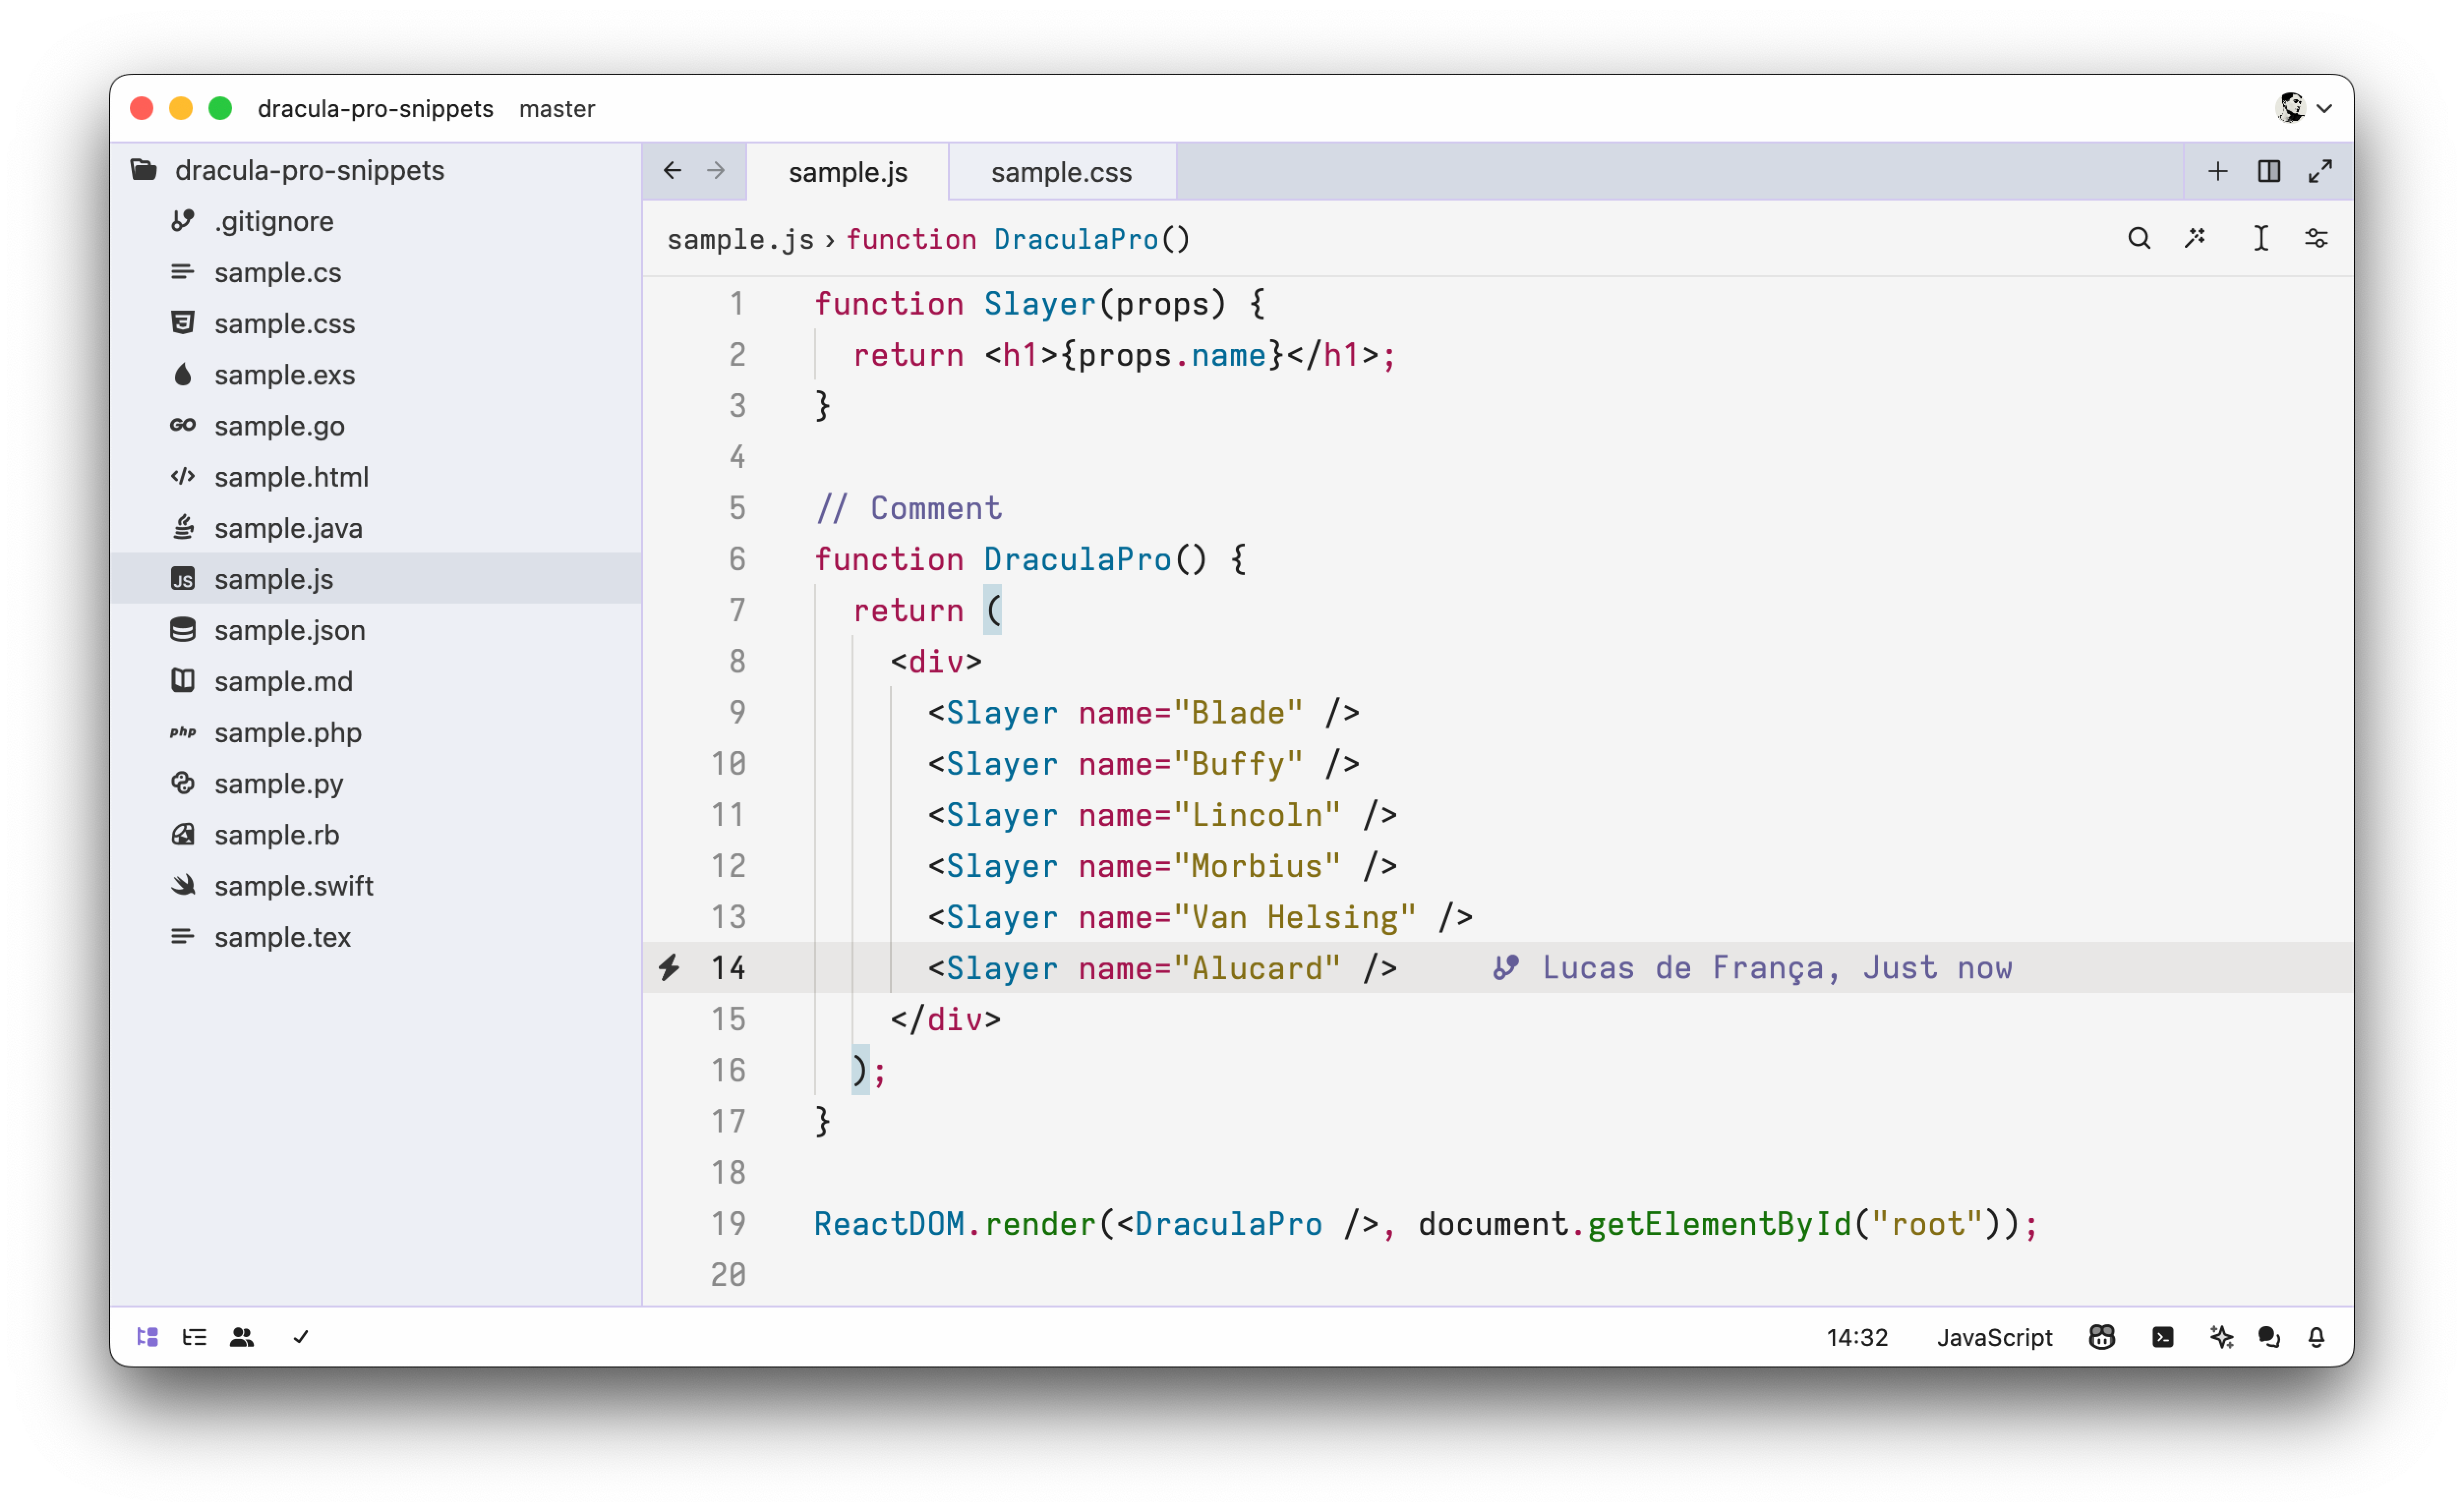 dracula-pro-snippets master
dracula-pro-snippets
.gitignore
sample.cs
sample.css
sample.exs
sample.go
sample.html
sample.java
sample.js
sample.json
sample.md
sample.php
sample.py
sample.rb
sample.swift
sample.tex
sample.js sample.css
sample.js › function DraculaPro()
1 function Slayer(props) {
2   return <h1>{props.name}</h1>;
3 }
4
5 // Comment
6 function DraculaPro() {
7   return (
8     <div>
9       <Slayer name="Blade" />
10       <Slayer name="Buffy" />
11       <Slayer name="Lincoln" />
12       <Slayer name="Morbius" />
13       <Slayer name="Van Helsing" />
14       <Slayer name="Alucard" /> Lucas de França, Just now
15     </div>
16   );
17 }
18
19 ReactDOM.render(<DraculaPro />, document.getElementById("root"));
20
14:32 JavaScript